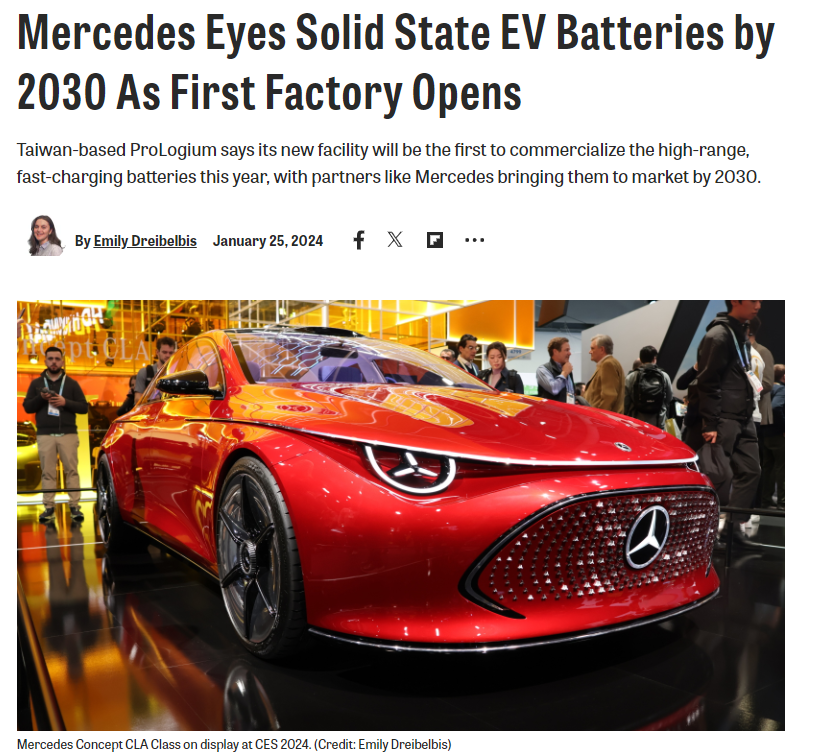 Mercedes Eyes Solid State EV Batteries by
2030 As First Factory Opens
Taiwan-based ProLogium says its new facility will be the first to commercialize the high-range,
fast-charging batteries this year, with partners like Mercedes bringing them to market by 2030.
By Emily Dreibelbis January 25, 2024
Mercedes Concept CLA Class on display at CES 2024. (Credit: Emily Dreibelbis)